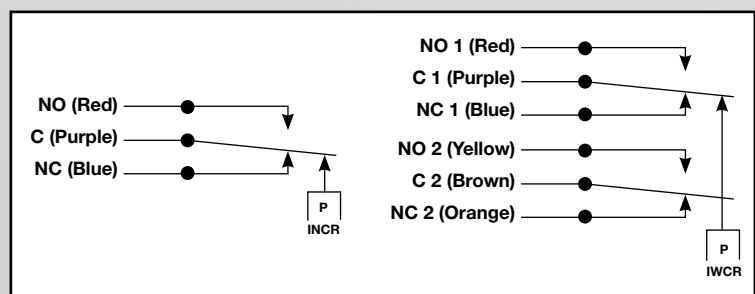 NO (Red)
C (Purple)
NC (Blue)
P
INCR
NO 1 (Red)
C 1 (Purple)
NC 1 (Blue)
NO 2 (Yellow)
C 2 (Brown)
NC 2 (Orange)
P
IWCR